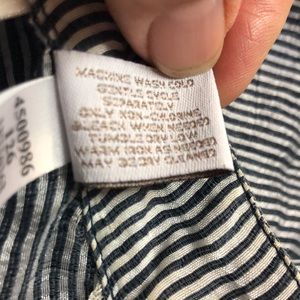 MACHINE WASH COLD
GENTLE CYCLE
SEPARATELY
ONLY NON-CHLORINE
BLEACH WHEN NEEDED
TUMBLE DRY LOW
WARM IRON AS NEEDED
MAY BE DRY CLEANED
4500986
126